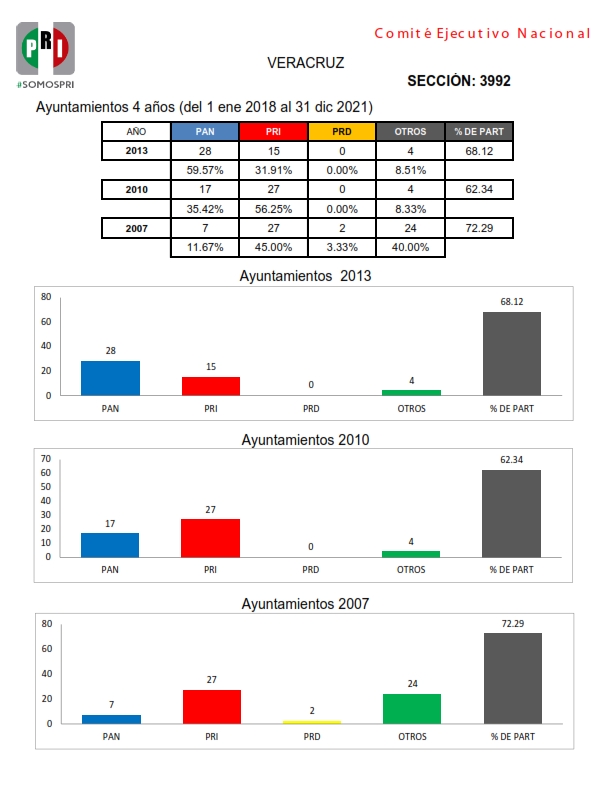 Comité Ejecutivo Nacional
PRI
#SOMOSPRI
VERACRUZ
SECCIÓN: 3992
Ayuntamientos 4 años (del 1 ene 2018 al 31 dic 2021)
AÑO PAN PRI PRD OTROS % DE PART
2013 28 15 0 4 68.12
59.57% 31.91% 0.00% 8.51%
2010 17 27 0 4 62.34
35.42% 56.25% 0.00% 8.33%
2007 7 27 2 24 72.29
11.67% 45.00% 3.33% 40.00%
Ayuntamientos 2013
80
60
40
20
0
28 15 0 4 68.12
PAN PRI PRD OTROS % DE PART
Ayuntamientos 2010
70
60
50
40
30
20
10
0
17 27 0 4 62.34
PAN PRI PRD OTROS % DE PART
Ayuntamientos 2007
80
60
40
20
0
7 27 2 24 72.29
PAN PRI PRD OTROS % DE PART